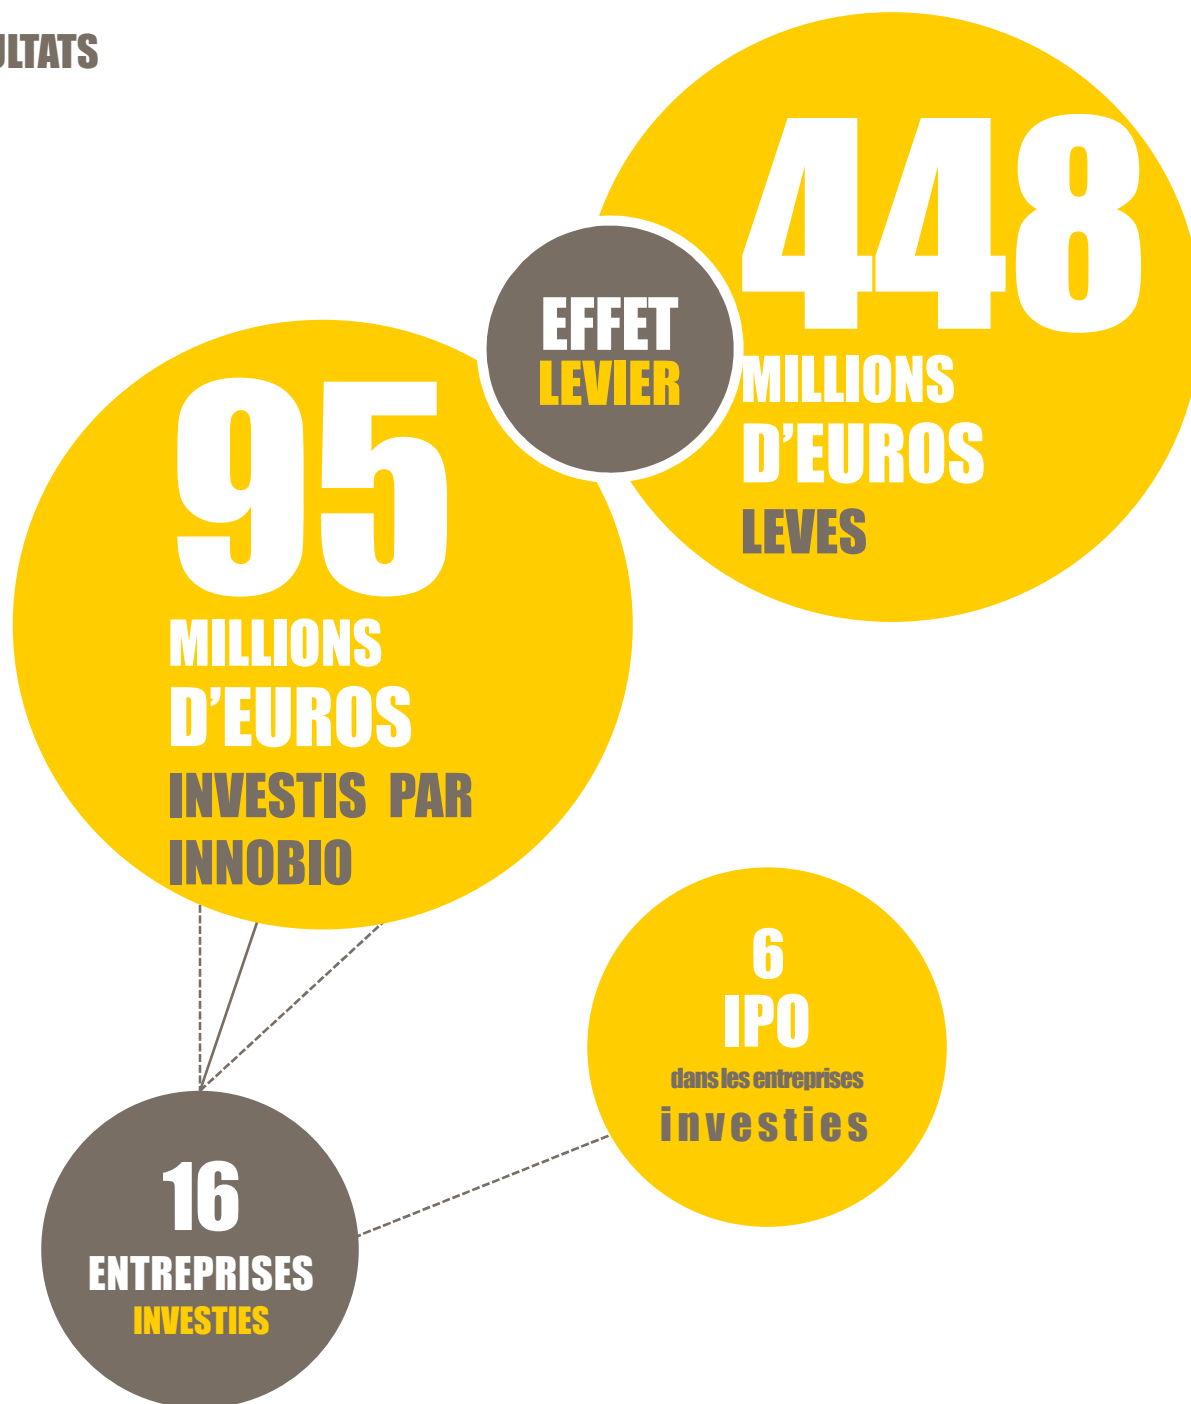 ULTATS
448
MILLIONS
D’EUROS
LEVES
EFFET
LEVIER
95
MILLIONS
D’EUROS
INVESTIS PAR
INNOBIO
6
IPO
dans les entreprises
investies
16
ENTREPRISES
INVESTIES